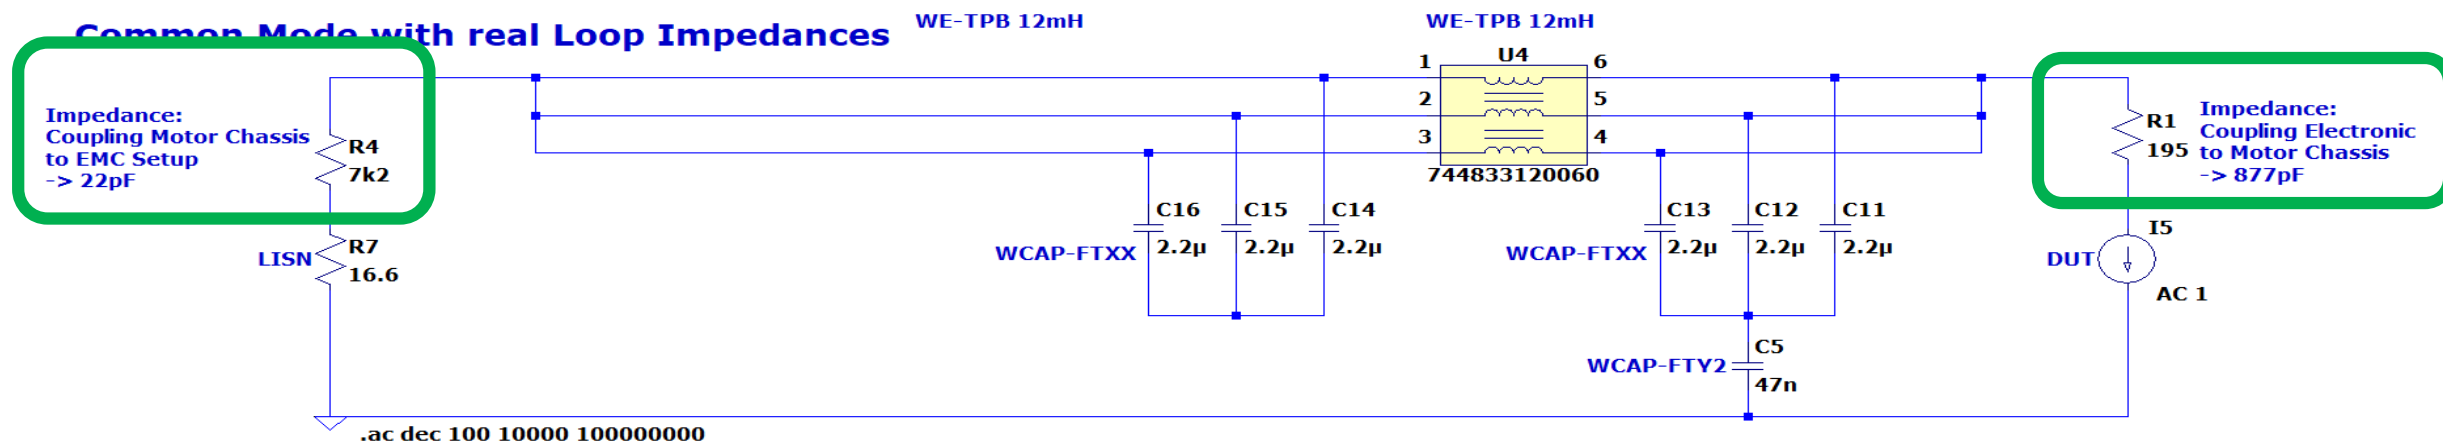 Common Mode with real Loop Impedances
WE-TPB 12mH
WE-TPB 12mH
Impedance:
Coupling Motor Chassis
to EMC Setup
-> 22pF
R4
7k2
LISN
R7
16.6
1
2
3
U4
6
5
4
744833120060
C16
2.2µ
C15
2.2µ
C14
2.2µ
WCAP-FTXX
C13
2.2µ
C12
2.2µ
C11
2.2µ
WCAP-FTXX
C5
47n
WCAP-FTY2
R1
195
Impedance:
Coupling Electronic
to Motor Chassis
-> 877pF
I5
DUT
AC 1
.ac dec 100 10000 100000000